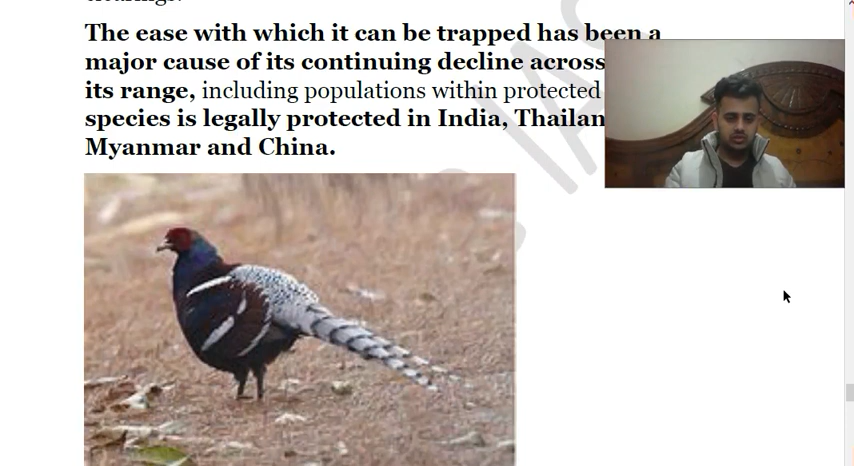 The ease with which it can be trapped has been a
major cause of its continuing decline across
its range, including populations within protected
species is legally protected in India, Thailan
Myanmar and China.
IAS